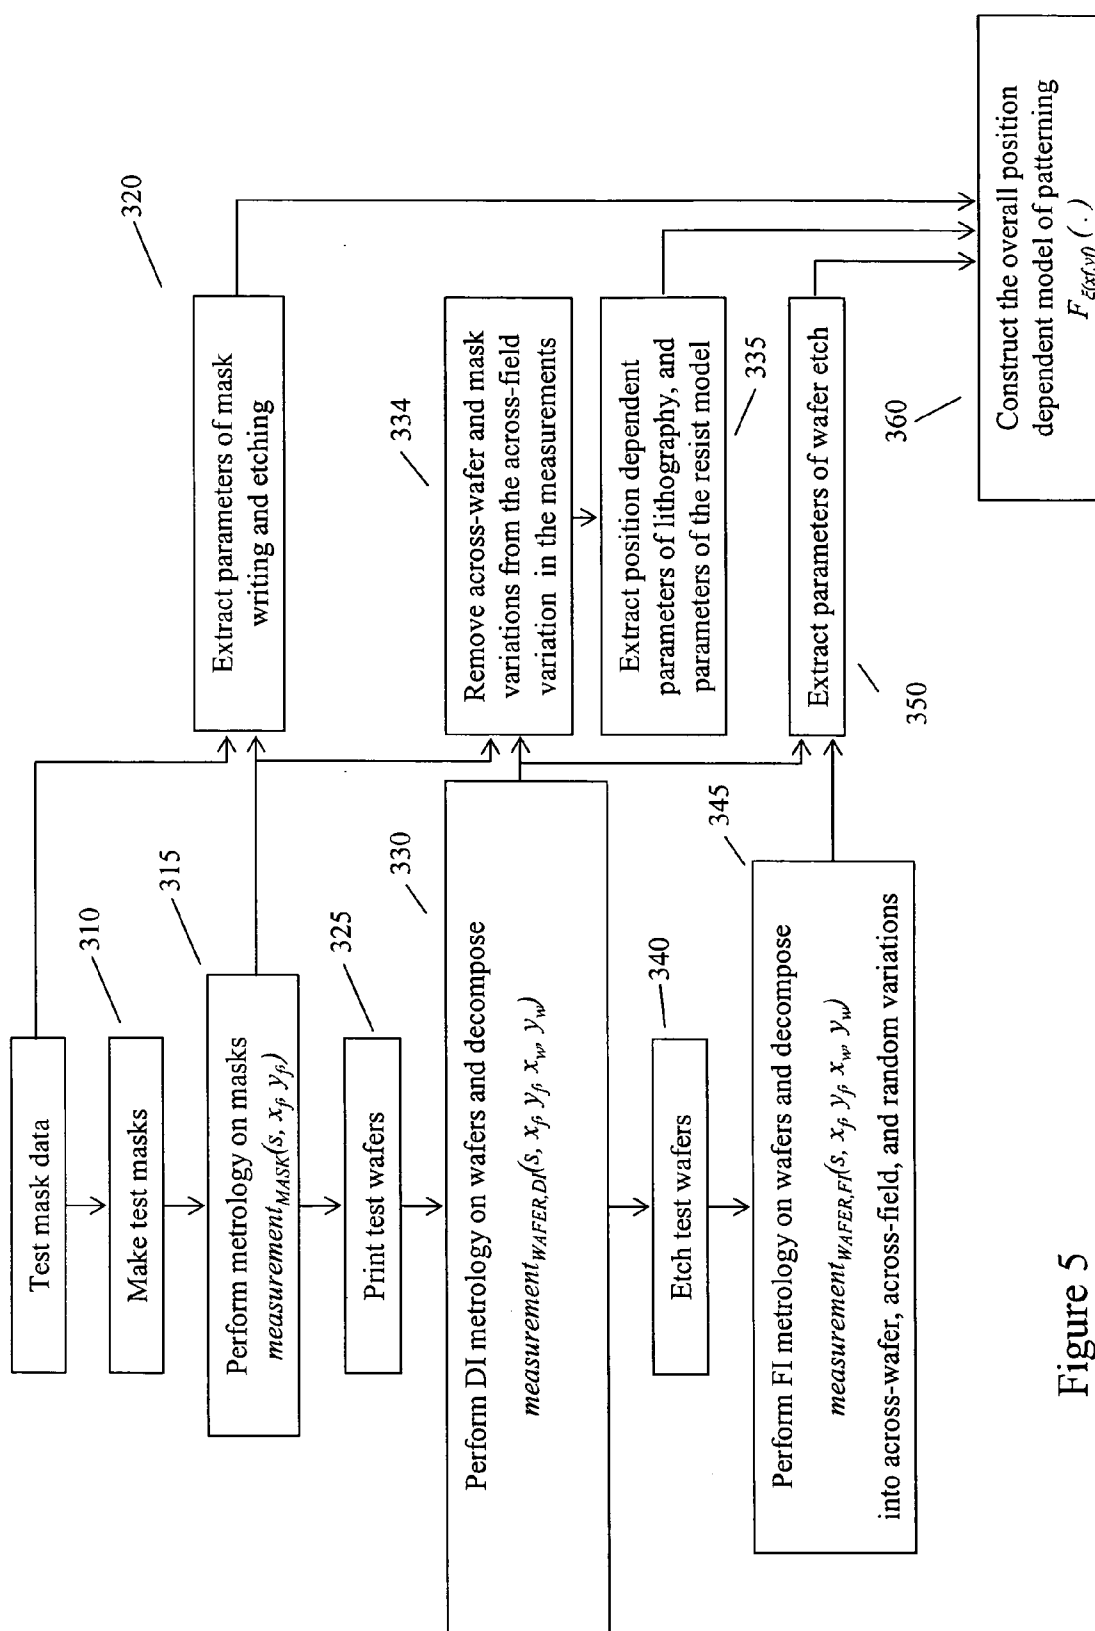 Test mask data
Make test masks
310
Perform metrology on masks
measurement_MASK(s, x_f, y_f,)
315
Print test wafers
325
Perform DI metrology on wafers and decompose
measurement_WAFER,DI(s, x_f, y_f, x_w, y_w)
330
Etch test wafers
340
Perform FI metrology on wafers and decompose
measurement_WAFER,FI(s, x_f, y_f, x_w, y_w)
into across-wafer, across-field, and random variations
345
Extract parameters of mask
writing and etching
320
Remove across-wafer and mask
variations from the across-field
variation in the measurements
334
Extract position dependent
parameters of lithography, and
parameters of the resist model
335
Extract parameters of wafer etch
350
Construct the overall position
dependent model of patterning
F_ξ(xf,yf) ( . )
360
Figure 5